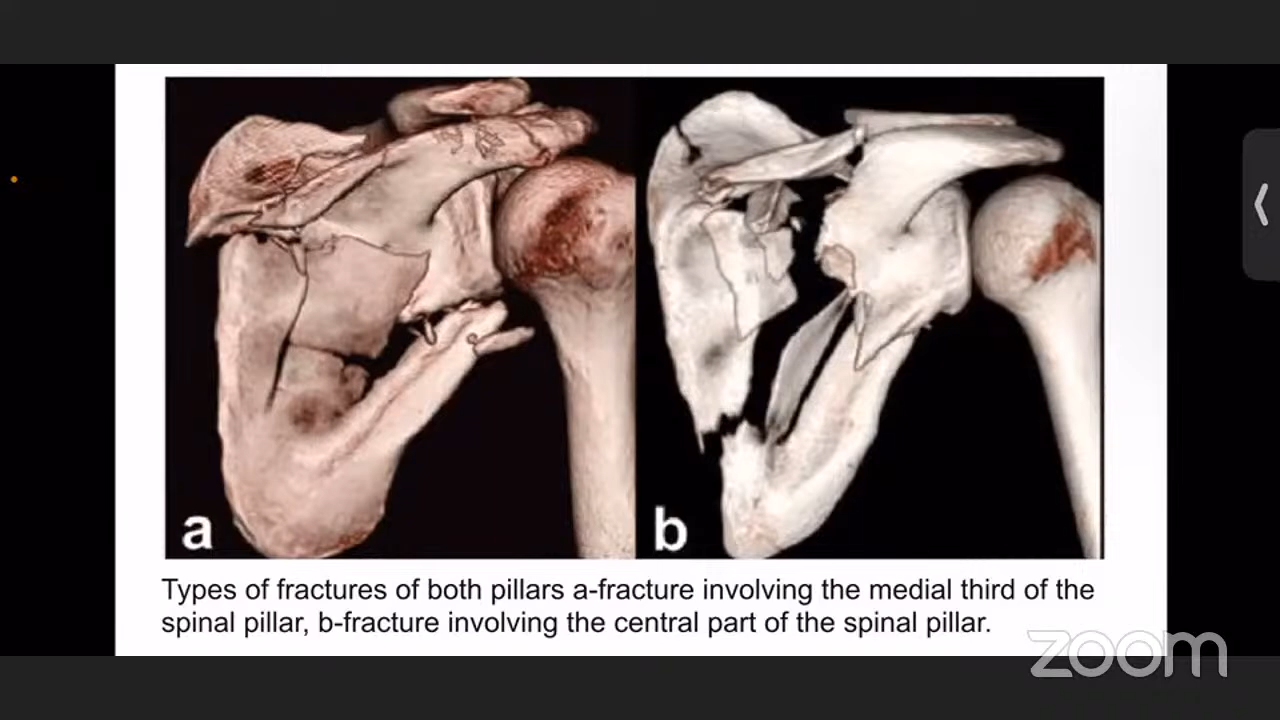 a
b
Types of fractures of both pillars a-fracture involving the medial third of the
spinal pillar, b-fracture involving the central part of the spinal pillar.
zoom